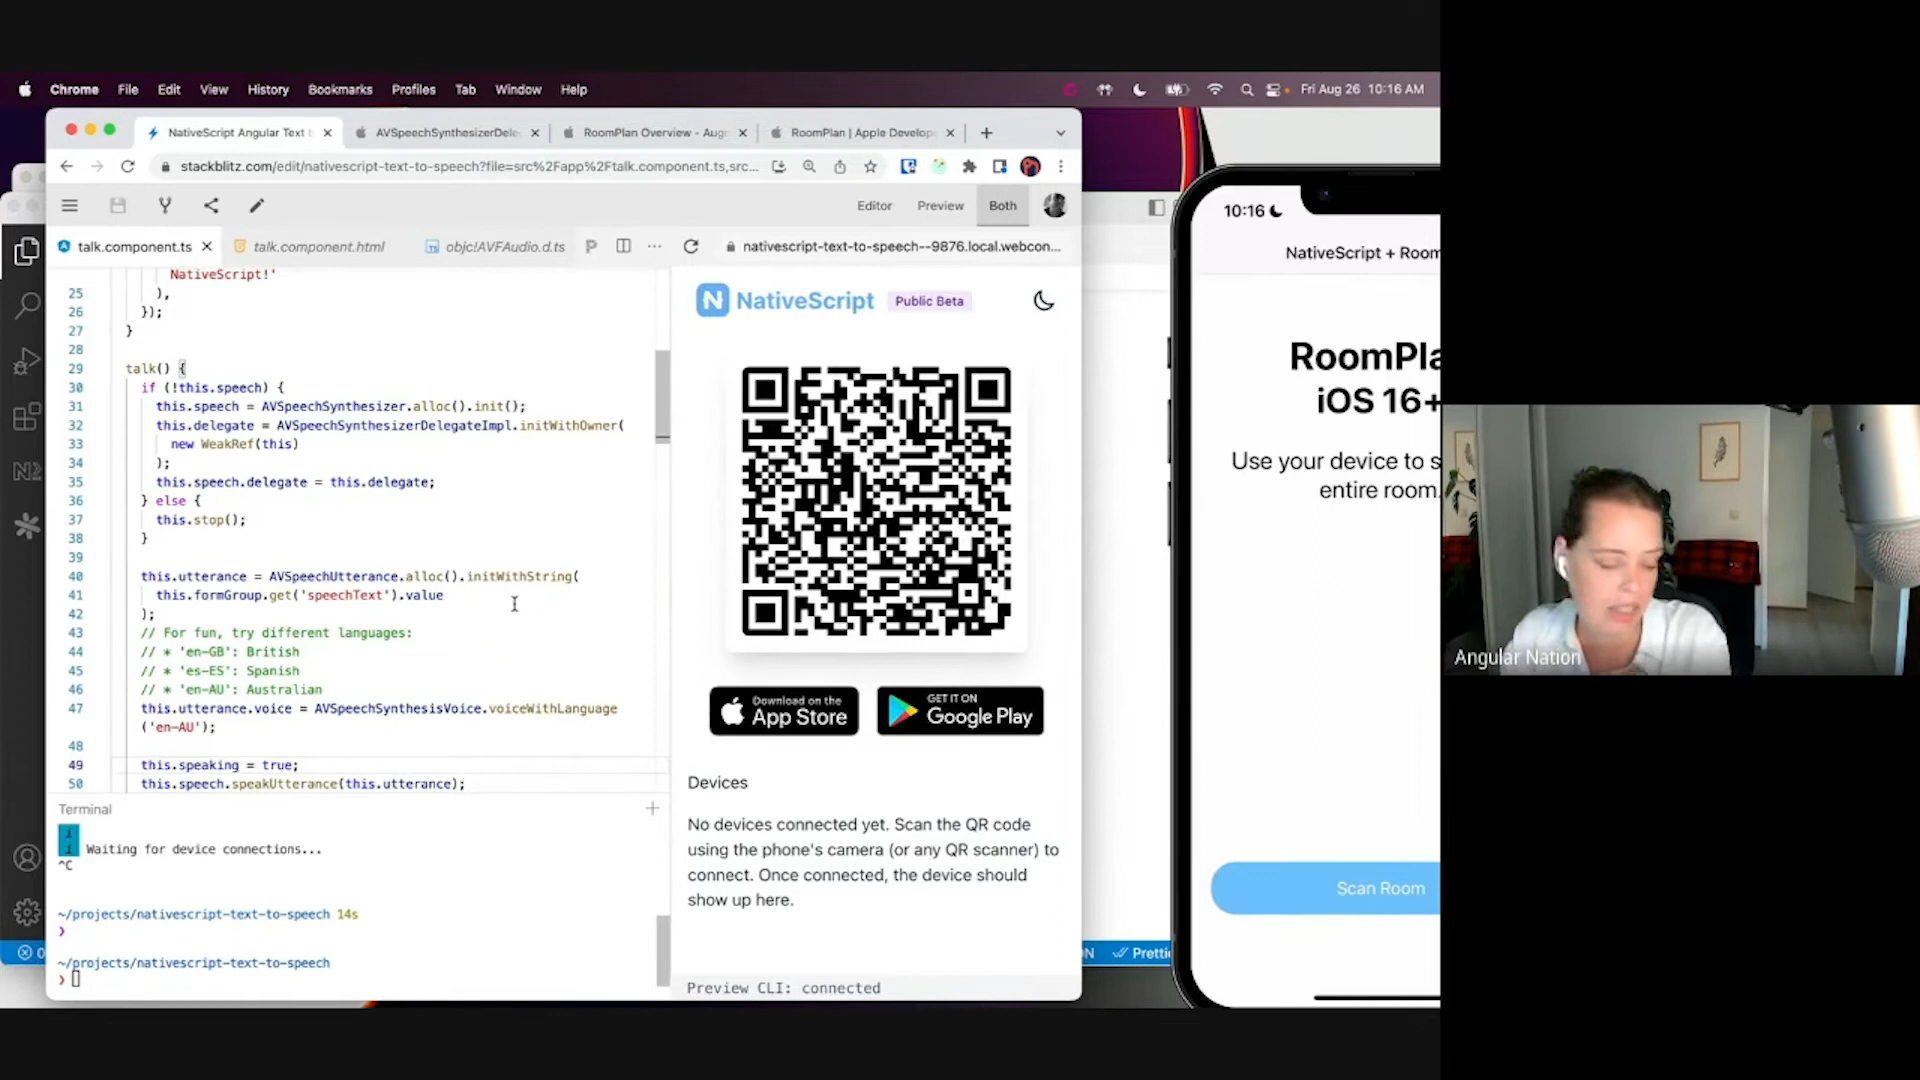 Chrome File Edit View History Bookmarks Profiles Tab Window Help
Fri Aug 26 10:16 AM
NativeScript Angular Text
AVSpeechSynthesizerDele
RoomPlan Overview - Aug
RoomPlan | Apple Develop
stackblitz.com/edit/nativescript-text-to-speech?file=src%2Fapp%2Ftalk.component.ts,src...
Editor Preview Both
talk.component.ts
talk.component.html
objc!AVFAudio.d.ts
nativescript-text-to-speech--9876.local.webcon...
NativeScript!'
25 ),
26 });
27 }
28
29 talk() {
30 if (!this.speech) {
31 this.speech = AVSpeechSynthesizer.alloc().init();
32 this.delegate = AVSpeechSynthesizerDelegateImpl.initWithOwner(
33 new WeakRef(this)
34 );
35 this.speech.delegate = this.delegate;
36 } else {
37 this.stop();
38 }
39
40 this.utterance = AVSpeechUtterance.alloc().initWithString(
41 this.formGroup.get('speechText').value
42 );
43 // For fun, try different languages:
44 // * 'en-GB': British
45 // * 'es-ES': Spanish
46 // * 'en-AU': Australian
47 this.utterance.voice = AVSpeechSynthesisVoice.voiceWithLanguage
('en-AU');
48
49 this.speaking = true;
50 this.speech.speakUtterance(this.utterance);
Terminal
i
i Waiting for device connections...
^C
~/projects/nativescript-text-to-speech 14s
❯
~/projects/nativescript-text-to-speech
❯
NativeScript Public Beta
Download on the
App Store
GET IT ON
Google Play
Devices
No devices connected yet. Scan the QR code
using the phone's camera (or any QR scanner) to
connect. Once connected, the device should
show up here.
Preview CLI: connected
0
N Pretti
10:16
NativeScript + Room
RoomPla
iOS 16+
Use your device to s
entire room.
Scan Room
Angular Nation